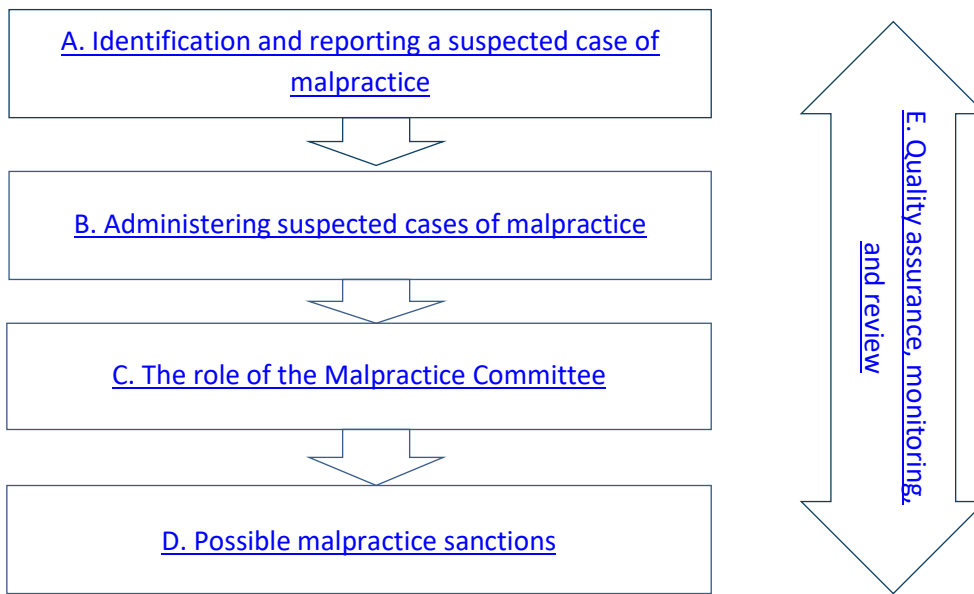 A. Identification and reporting a suspected case of
malpractice
B. Administering suspected cases of malpractice
C. The role of the Malpractice Committee
D. Possible malpractice sanctions
E. Quality assurance, monitoring,
and review